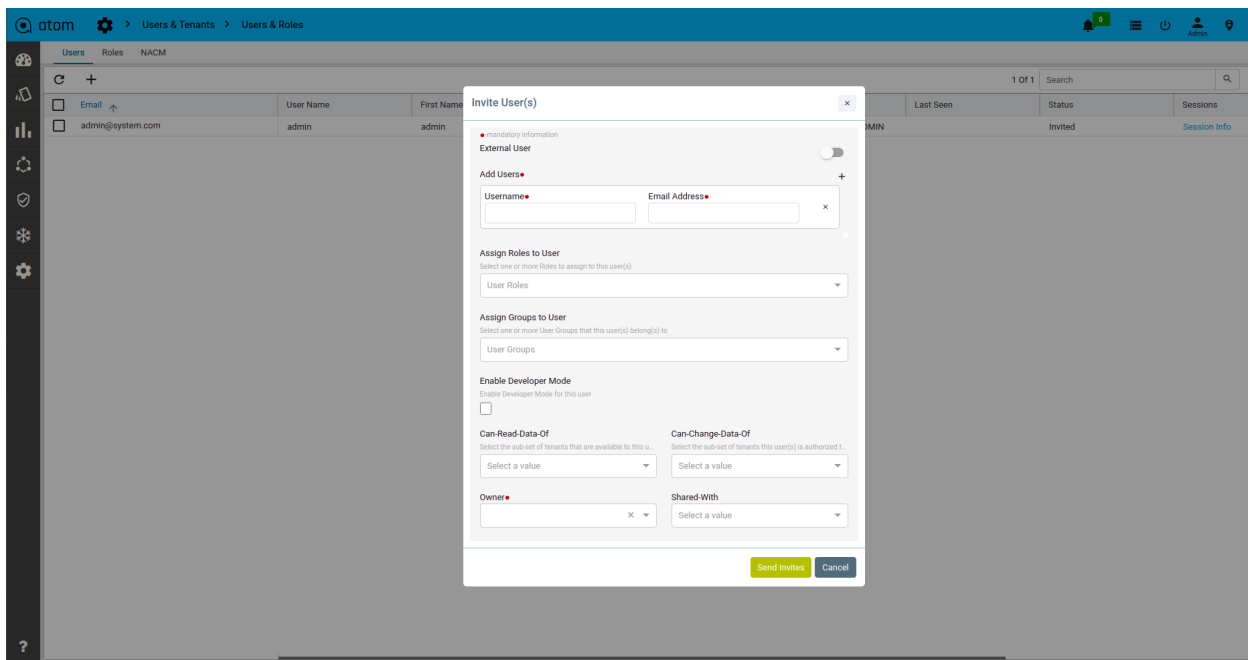 atom > Users & Tenants > Users & Roles 0 Admin
Users Roles NACM
1 Of 1 Search
Email User Name First Name Last Seen Status Sessions
admin@system.com admin admin MIN Invited Session Info
Invite User(s) ×
mandatory information
External User
Add Users +
Username Email Address
×
Assign Roles to User
Select one or more Roles to assign to this user(s)
User Roles
Assign Groups to User
Select one or more User Groups that this user(s) belong(s) to
User Groups
Enable Developer Mode
Enable Developer Mode for this user
Can-Read-Data-Of Can-Change-Data-Of
Select the sub-set of tenants that are available to this u... Select the sub-set of tenants this user(s) is authorized t...
Select a value Select a value
Owner Shared-With
× Select a value
Send Invites Cancel
?